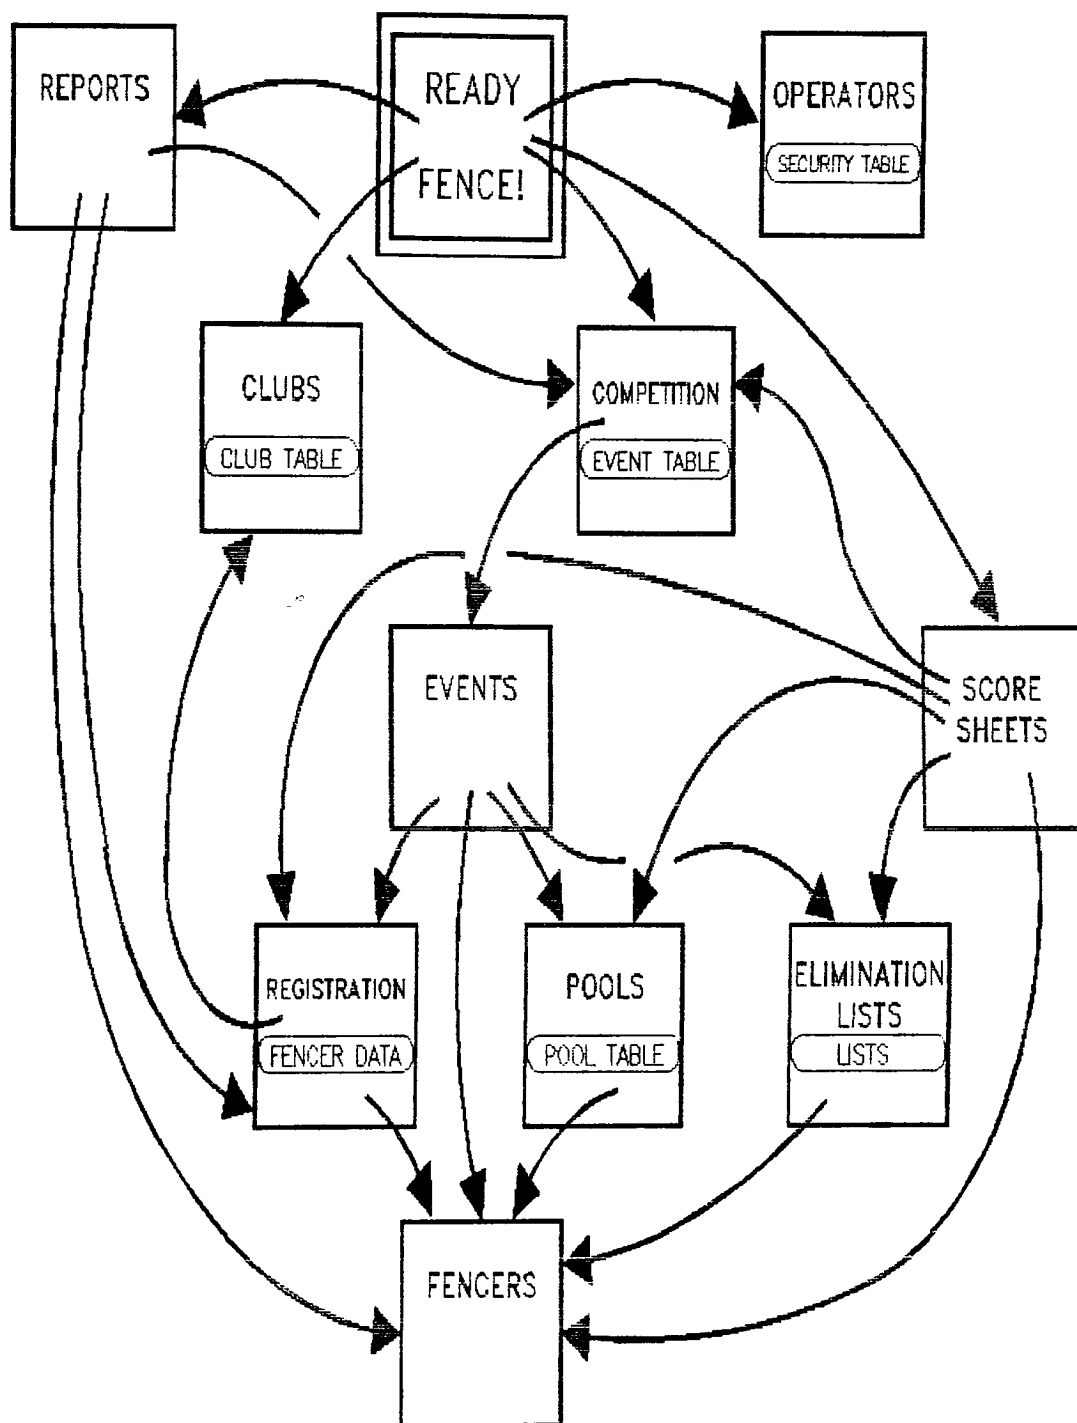 REPORTS
READY
FENCE!
OPERATORS
SECURITY TABLE
CLUBS
CLUB TABLE
COMPETITION
EVENT TABLE
EVENTS
SCORE
SHEETS
REGISTRATION
FENCER DATA
POOLS
POOL TABLE
ELIMINATION
LISTS
LISTS
FENCERS